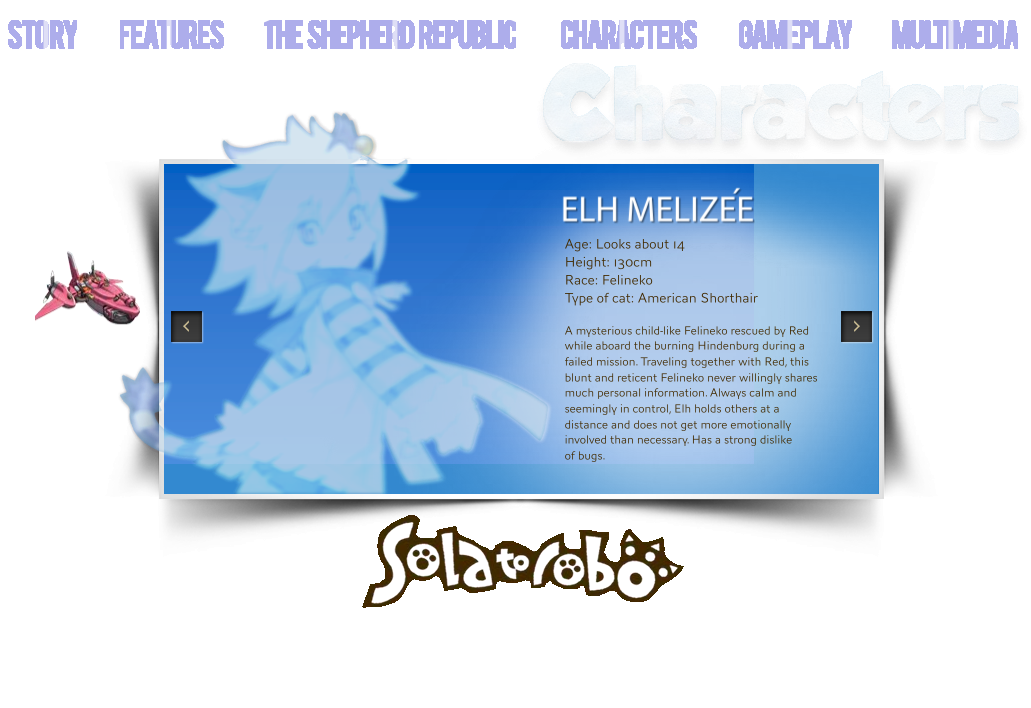 STORY FEATURES THE SHEPHERD REPUBLIC CHARACTERS GAMEPLAY MULTIMEDIA
Characters
ELH MELIZÉE
Age: Looks about 14
Height: 130cm
Race: Felineko
Type of cat: American Shorthair
A mysterious child-like Felineko rescued by Red
while aboard the burning Hindenburg during a
failed mission. Traveling together with Red, this
blunt and reticent Felineko never willingly shares
much personal information. Always calm and
seemingly in control, Elh holds others at a
distance and does not get more emotionally
involved than necessary. Has a strong dislike
of bugs.
Solatorobo